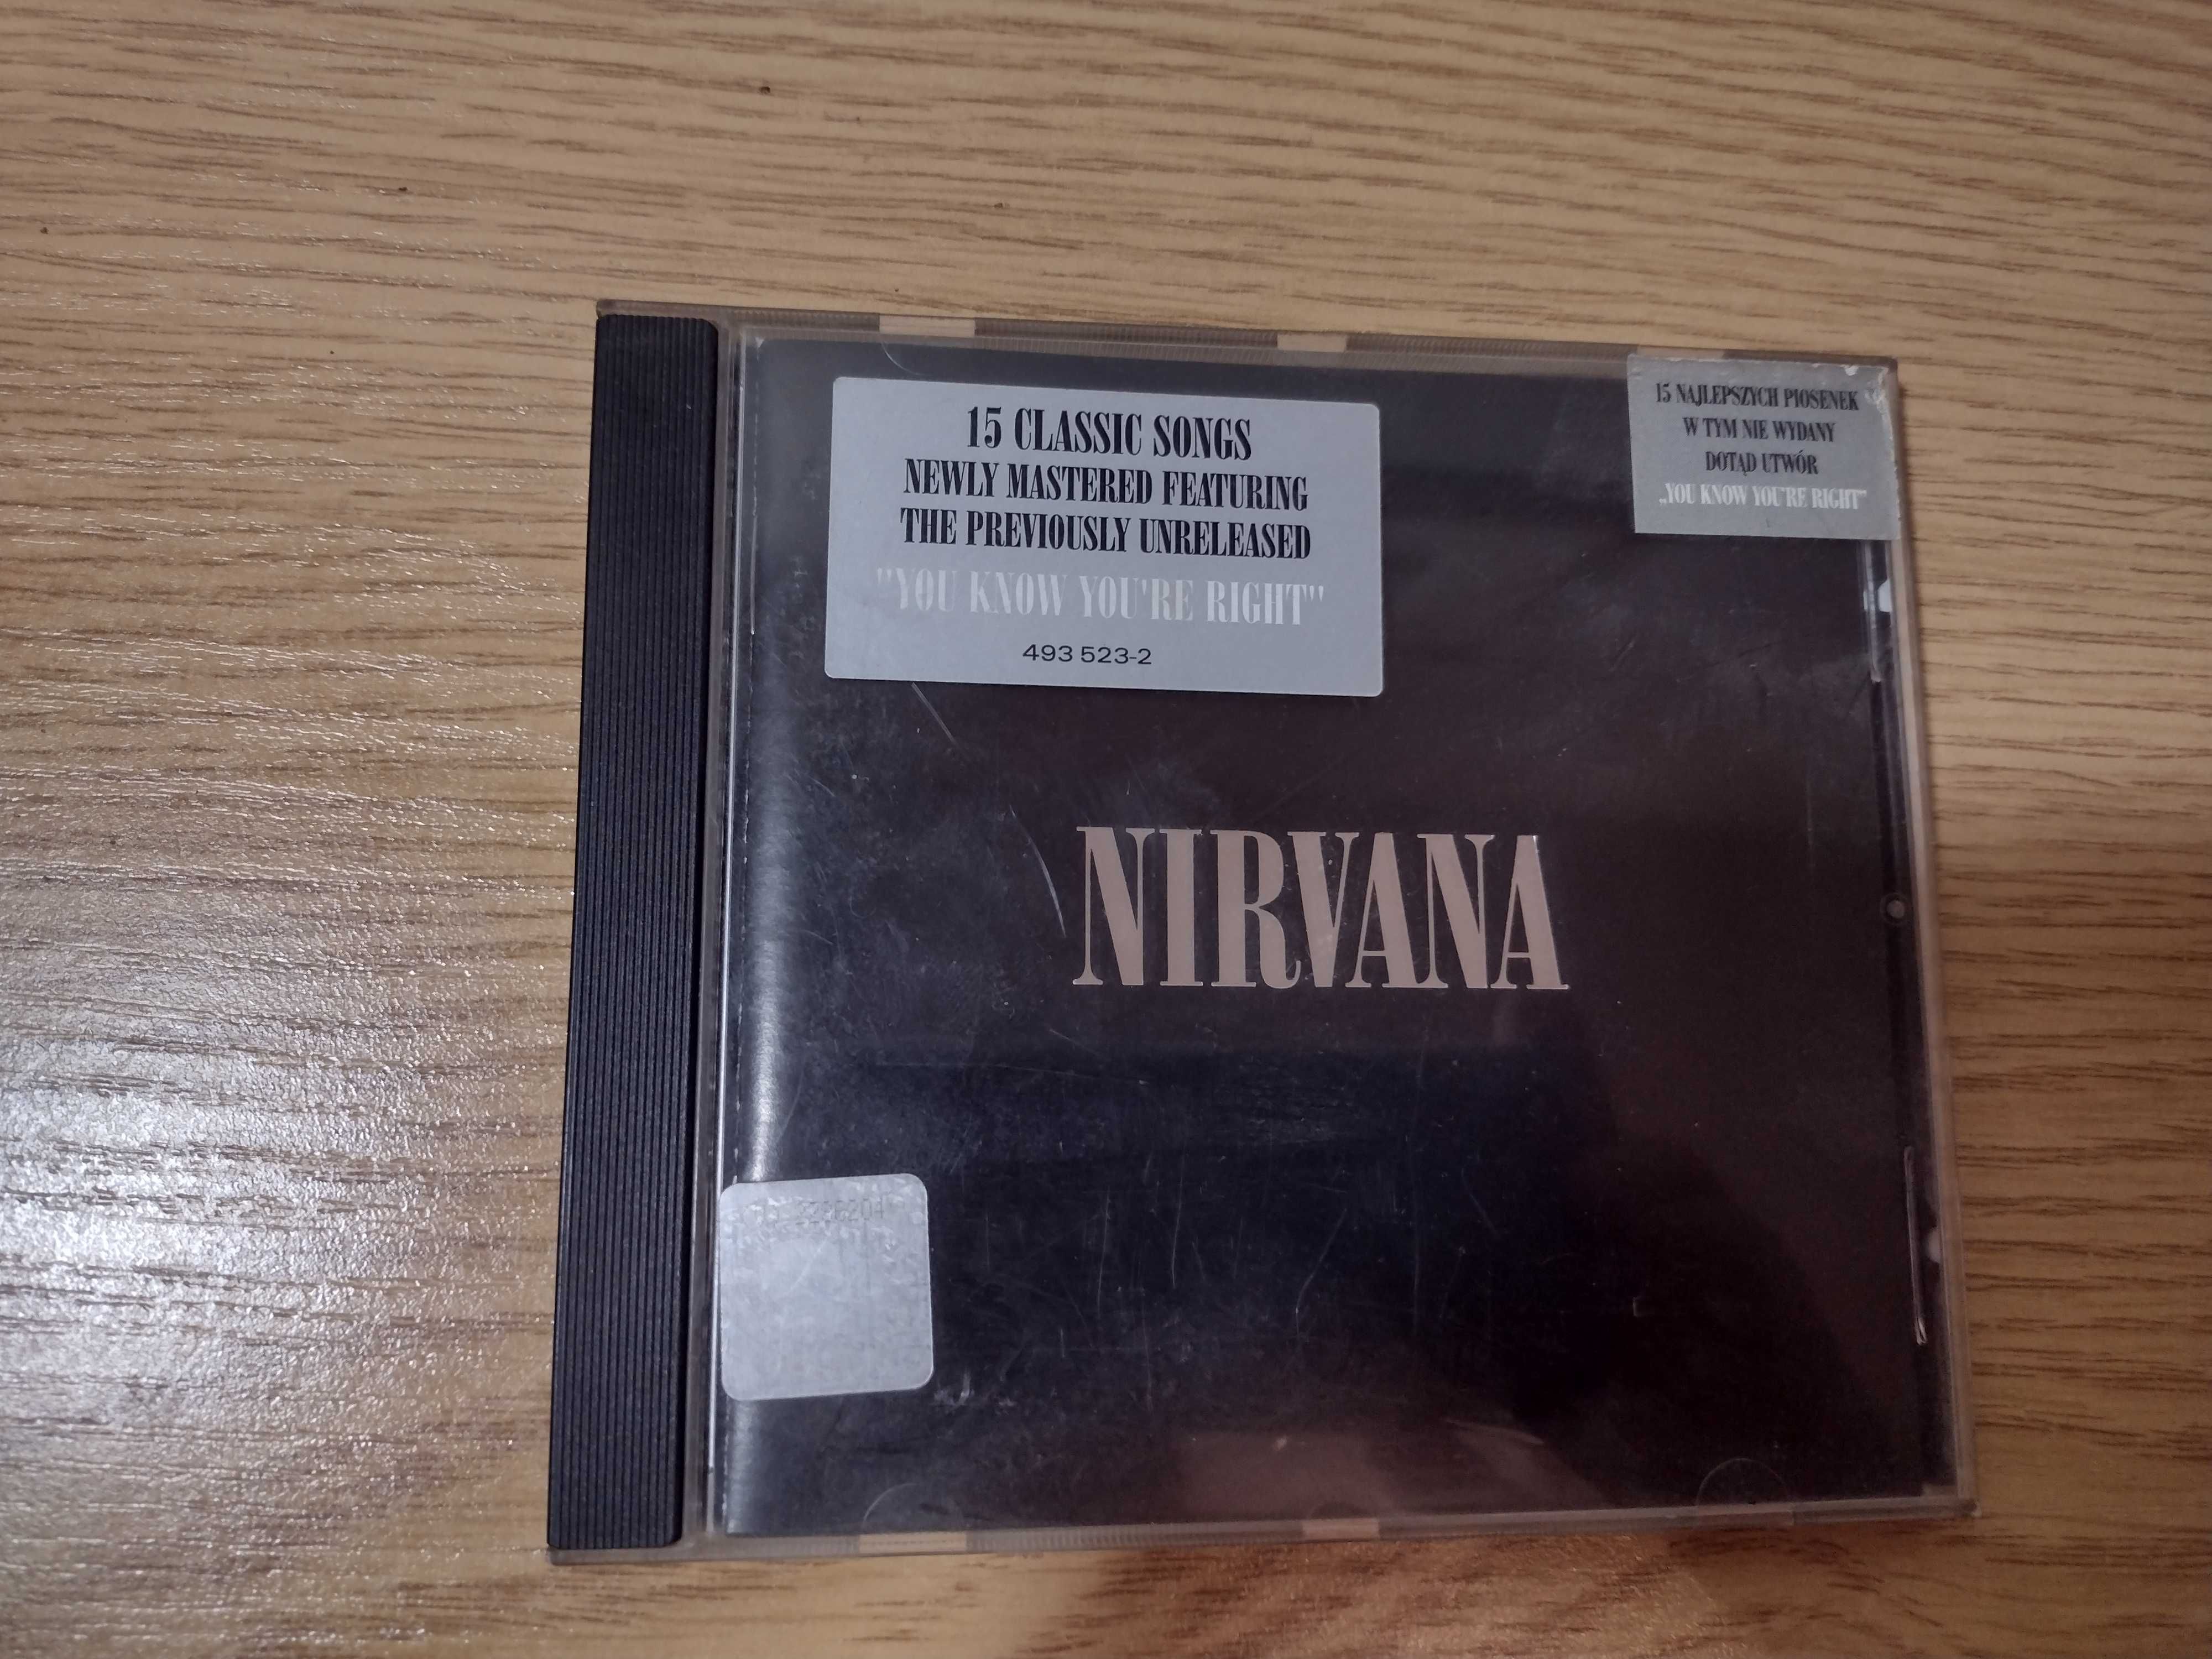 15 CLASSIC SONGS
NEWLY MASTERED FEATURING
THE PREVIOUSLY UNRELEASED
"YOU KNOW YOU'RE RIGHT"
493 523-2
15 NAJLEPSZYCH PIOSENEK
W TYM NIE WYDANY
DOTĄD UTWÓR
„YOU KNOW YOU'RE RIGHT”
NIRVANA